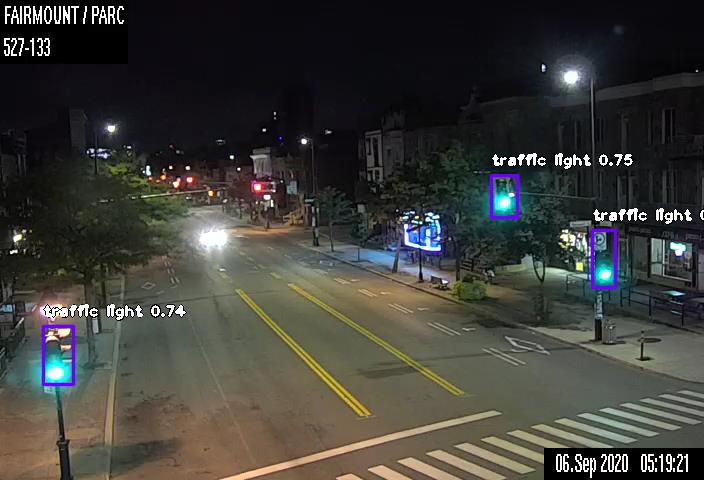 FAIRMOUNT / PARC
527-133
traffic light 0.75
traffic light 0
traffic light 0.74
06.Sep 2020 05:19:21